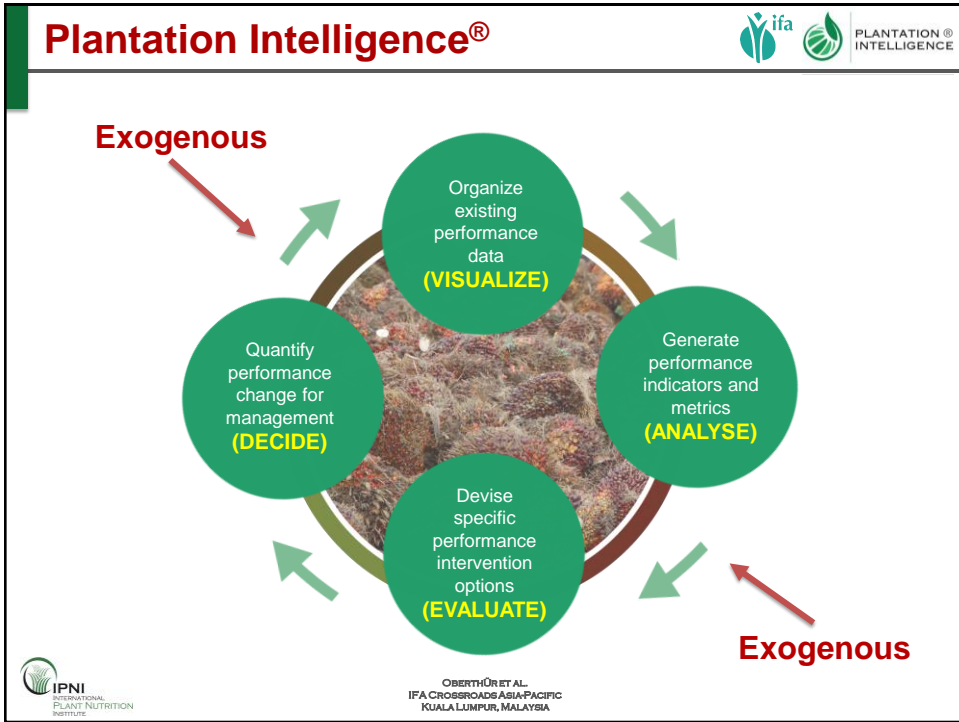 Plantation Intelligence®
ifa
PLANTATION ®
INTELLIGENCE
Exogenous
Organize
existing
performance
data
(VISUALIZE)
Generate
performance
indicators and
metrics
(ANALYSE)
Quantify
performance
change for
management
(DECIDE)
Devise
specific
performance
intervention
options
(EVALUATE)
Exogenous
IPNI
INTERNATIONAL
PLANT NUTRITION
INSTITUTE
OBERTHÜR ET AL.
IFA CROSSROADS ASIA-PACIFIC
KUALA LUMPUR, MALAYSIA